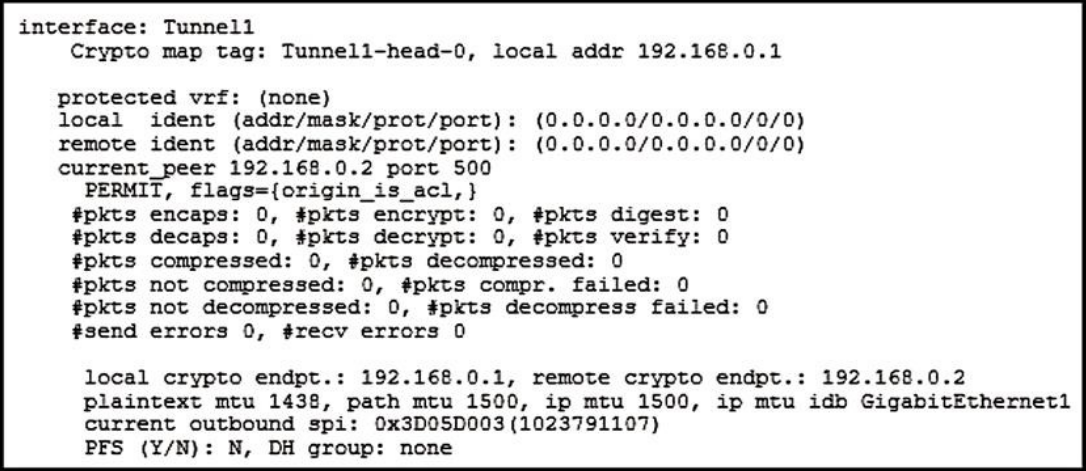 interface: Tunnel1
Crypto map tag: Tunnel1-head-0, local addr 192.168.0.1
protected vrf: (none)
local ident (addr/mask/prot/port): (0.0.0.0/0.0.0.0/0/0)
remote ident (addr/mask/prot/port): (0.0.0.0/0.0.0.0/0/0)
current_peer 192.168.0.2 port 500
PERMIT, flags={origin_is_acl,}
#pkts encaps: 0, #pkts encrypt: 0, #pkts digest: 0
#pkts decaps: 0, #pkts decrypt: 0, #pkts verify: 0
#pkts compressed: 0, #pkts decompressed: 0
#pkts not compressed: 0, #pkts compr. failed: 0
#pkts not decompressed: 0, #pkts decompress failed: 0
#send errors 0, #recv errors 0
local crypto endpt.: 192.168.0.1, remote crypto endpt.: 192.168.0.2
plaintext mtu 1438, path mtu 1500, ip mtu 1500, ip mtu idb GigabitEthernet1
current outbound spi: 0x3D05D003(1023791107)
PFS (Y/N): N, DH group: none